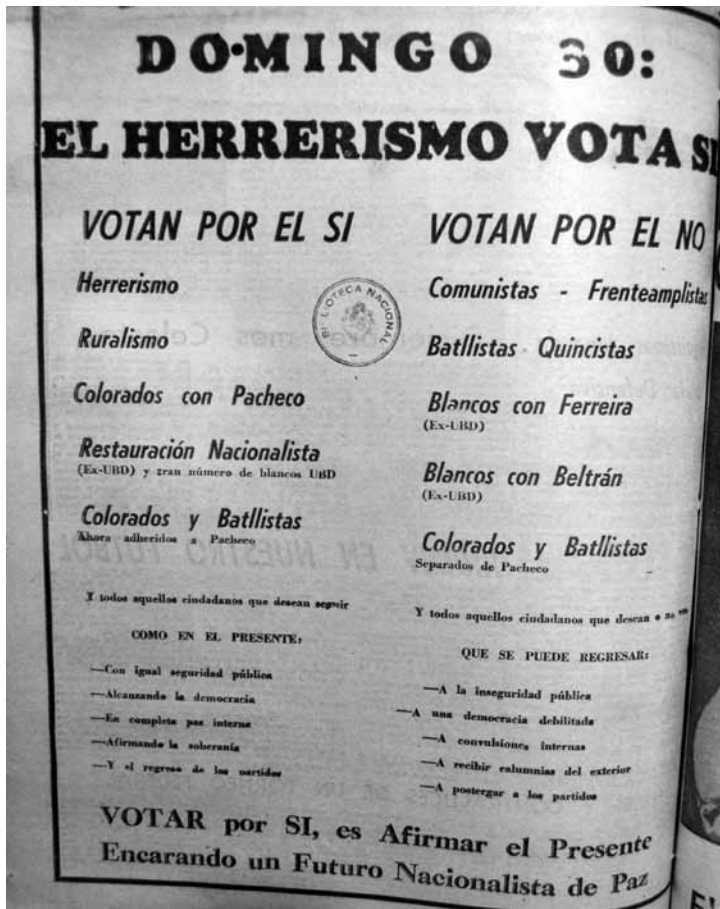 DO·MINGO 30:
EL HERRERISMO VOTA SI
VOTAN POR EL SI
Herrerismo
Ruralismo
Colorados con Pacheco
Restauración Nacionalista
(Ex-UBD) y gran número de blancos UBD
Colorados y Batllistas
Ahora adheridos a Pacheco
Y todos aquellos ciudadanos que desean seguir
COMO EN EL PRESENTE:
—Con igual seguridad pública
—Alcanzando la democracia
—En completa paz interna
—Afirmando la soberanía
—Y el regreso de los partidos
BIBLIOTECA NACIONAL
VOTAN POR EL NO
Comunistas - Frenteamplistas
Batllistas Quincistas
Blancos con Ferreira
(Ex-UBD)
Blancos con Beltrán
(Ex-UBD)
Colorados y Batllistas
Separados de Pacheco
Y todos aquellos ciudadanos que desean o no ven
QUE SE PUEDE REGRESAR:
—A la inseguridad pública
—A una democracia debilitada
—A convulsiones internas
—A recibir calumnias del exterior
—A postergar a los partidos
VOTAR por SI, es Afirmar el Presente
Encarando un Futuro Nacionalista de Paz